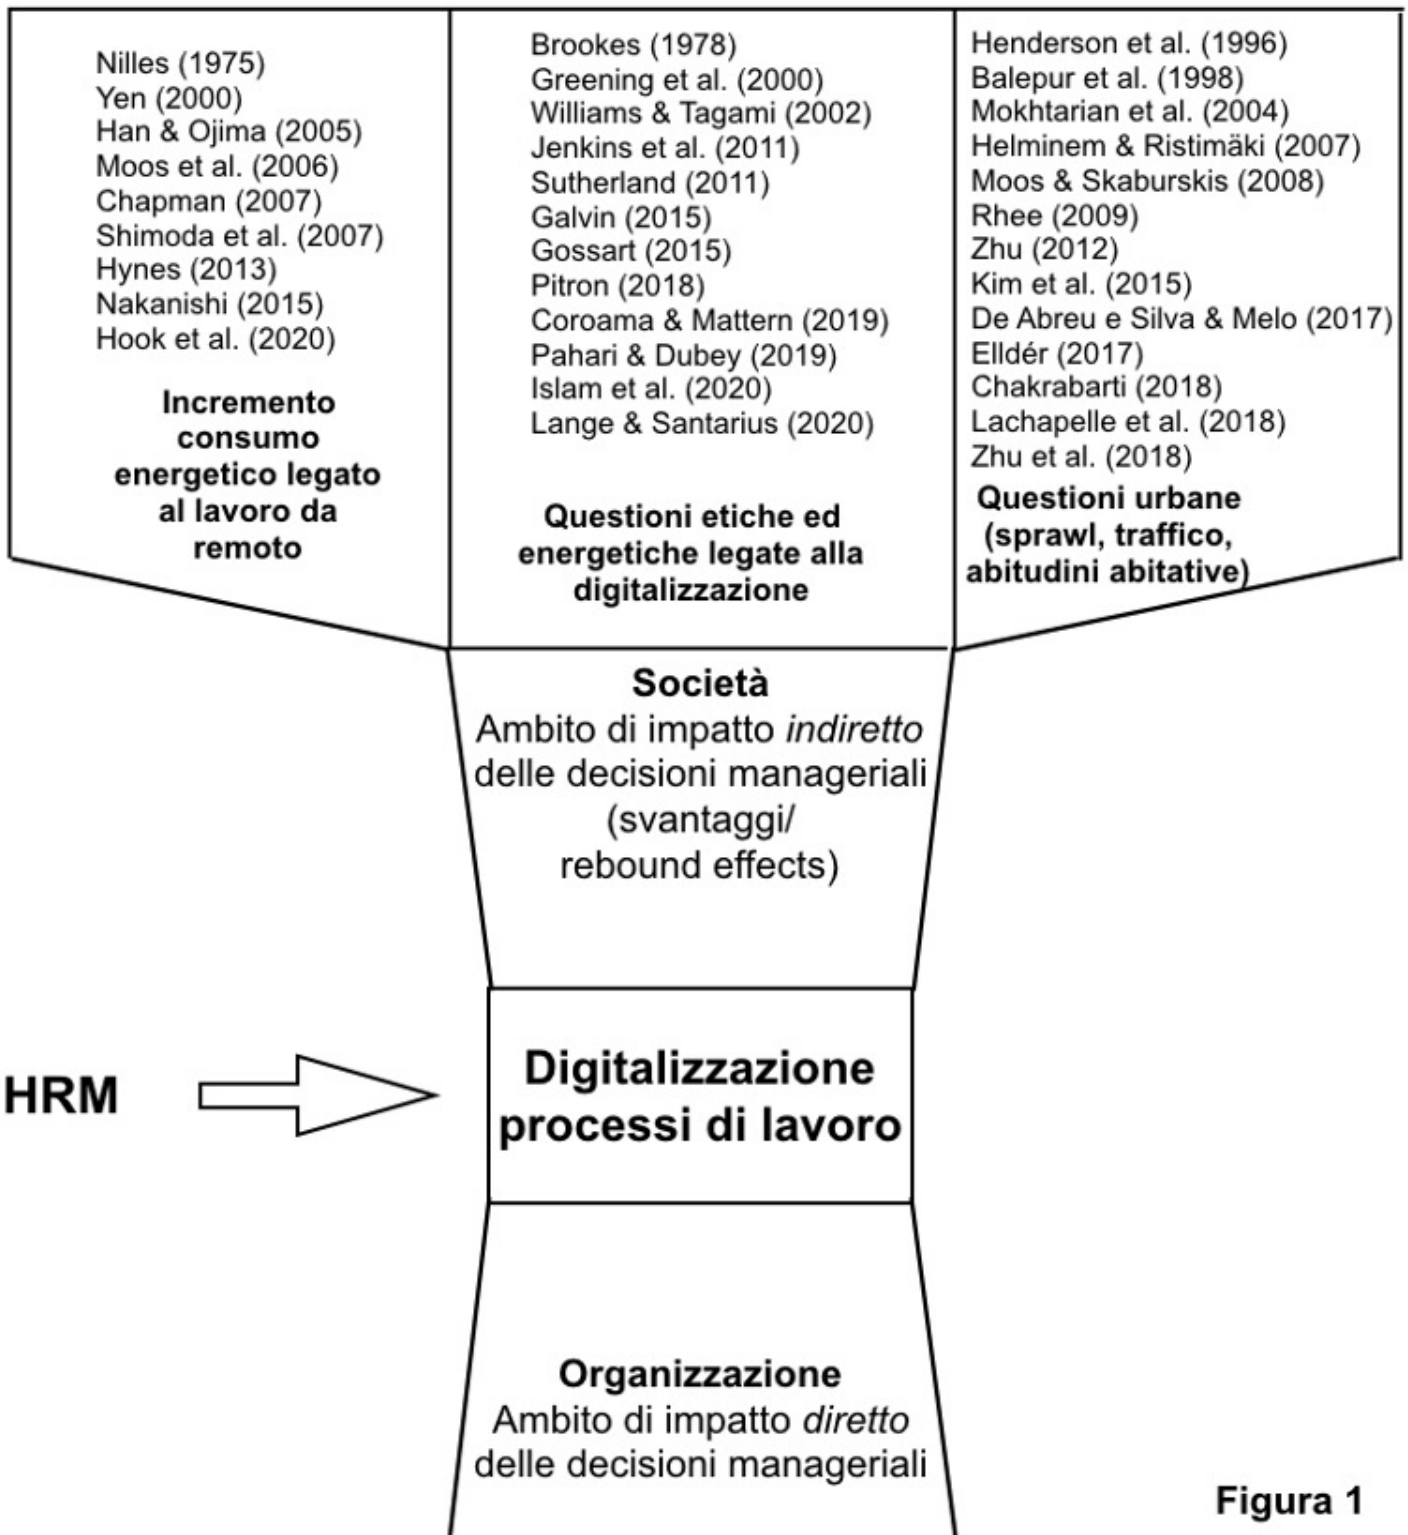 Nilles (1975)
Yen (2000)
Han & Ojima (2005)
Moos et al. (2006)
Chapman (2007)
Shimoda et al. (2007)
Hynes (2013)
Nakanishi (2015)
Hook et al. (2020)
Incremento
consumo
energetico legato
al lavoro da
remoto
Brookes (1978)
Greening et al. (2000)
Williams & Tagami (2002)
Jenkins et al. (2011)
Sutherland (2011)
Galvin (2015)
Gossart (2015)
Pitron (2018)
Coroama & Mattern (2019)
Pahari & Dubey (2019)
Islam et al. (2020)
Lange & Santarius (2020)
Questioni etiche ed
energetiche legate alla
digitalizzazione
Henderson et al. (1996)
Balepur et al. (1998)
Mokhtarian et al. (2004)
Helminem & Ristimäki (2007)
Moos & Skaburskis (2008)
Rhee (2009)
Zhu (2012)
Kim et al. (2015)
De Abreu e Silva & Melo (2017)
Elldér (2017)
Chakrabarti (2018)
Lachapelle et al. (2018)
Zhu et al. (2018)
Questioni urbane
(sprawl, traffico,
abitudini abitative)
Società
Ambito di impatto indiretto
delle decisioni manageriali
(svantaggi/
rebound effects)
HRM
Digitalizzazione
processi di lavoro
Organizzazione
Ambito di impatto diretto
delle decisioni manageriali
Figura 1